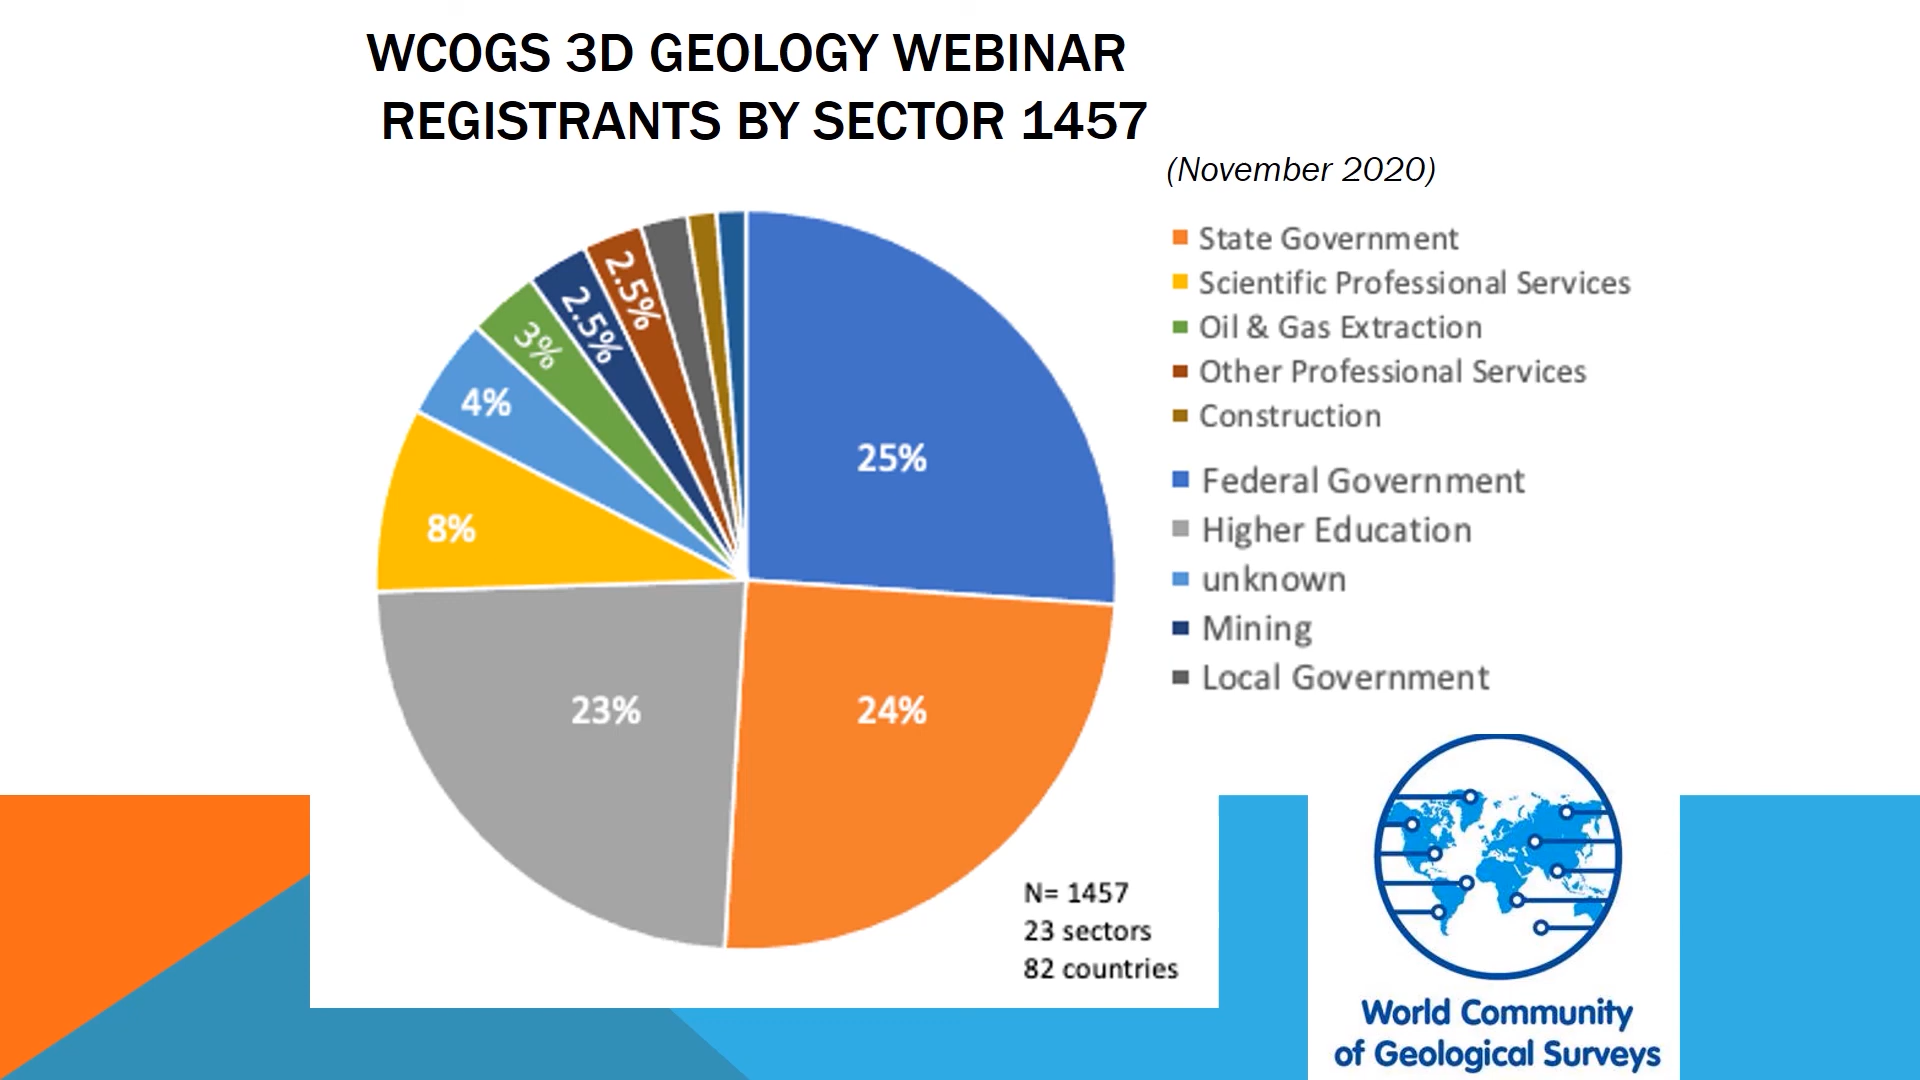 WCOGS 3D GEOLOGY WEBINAR
REGISTRANTS BY SECTOR 1457
(November 2020)
State Government
Scientific Professional Services
Oil & Gas Extraction
Other Professional Services
Construction
Federal Government
Higher Education
unknown
Mining
Local Government
2.5%
2.5%
3%
4%
8%
25%
23%
24%
N= 1457
23 sectors
82 countries
World Community
of Geological Surveys